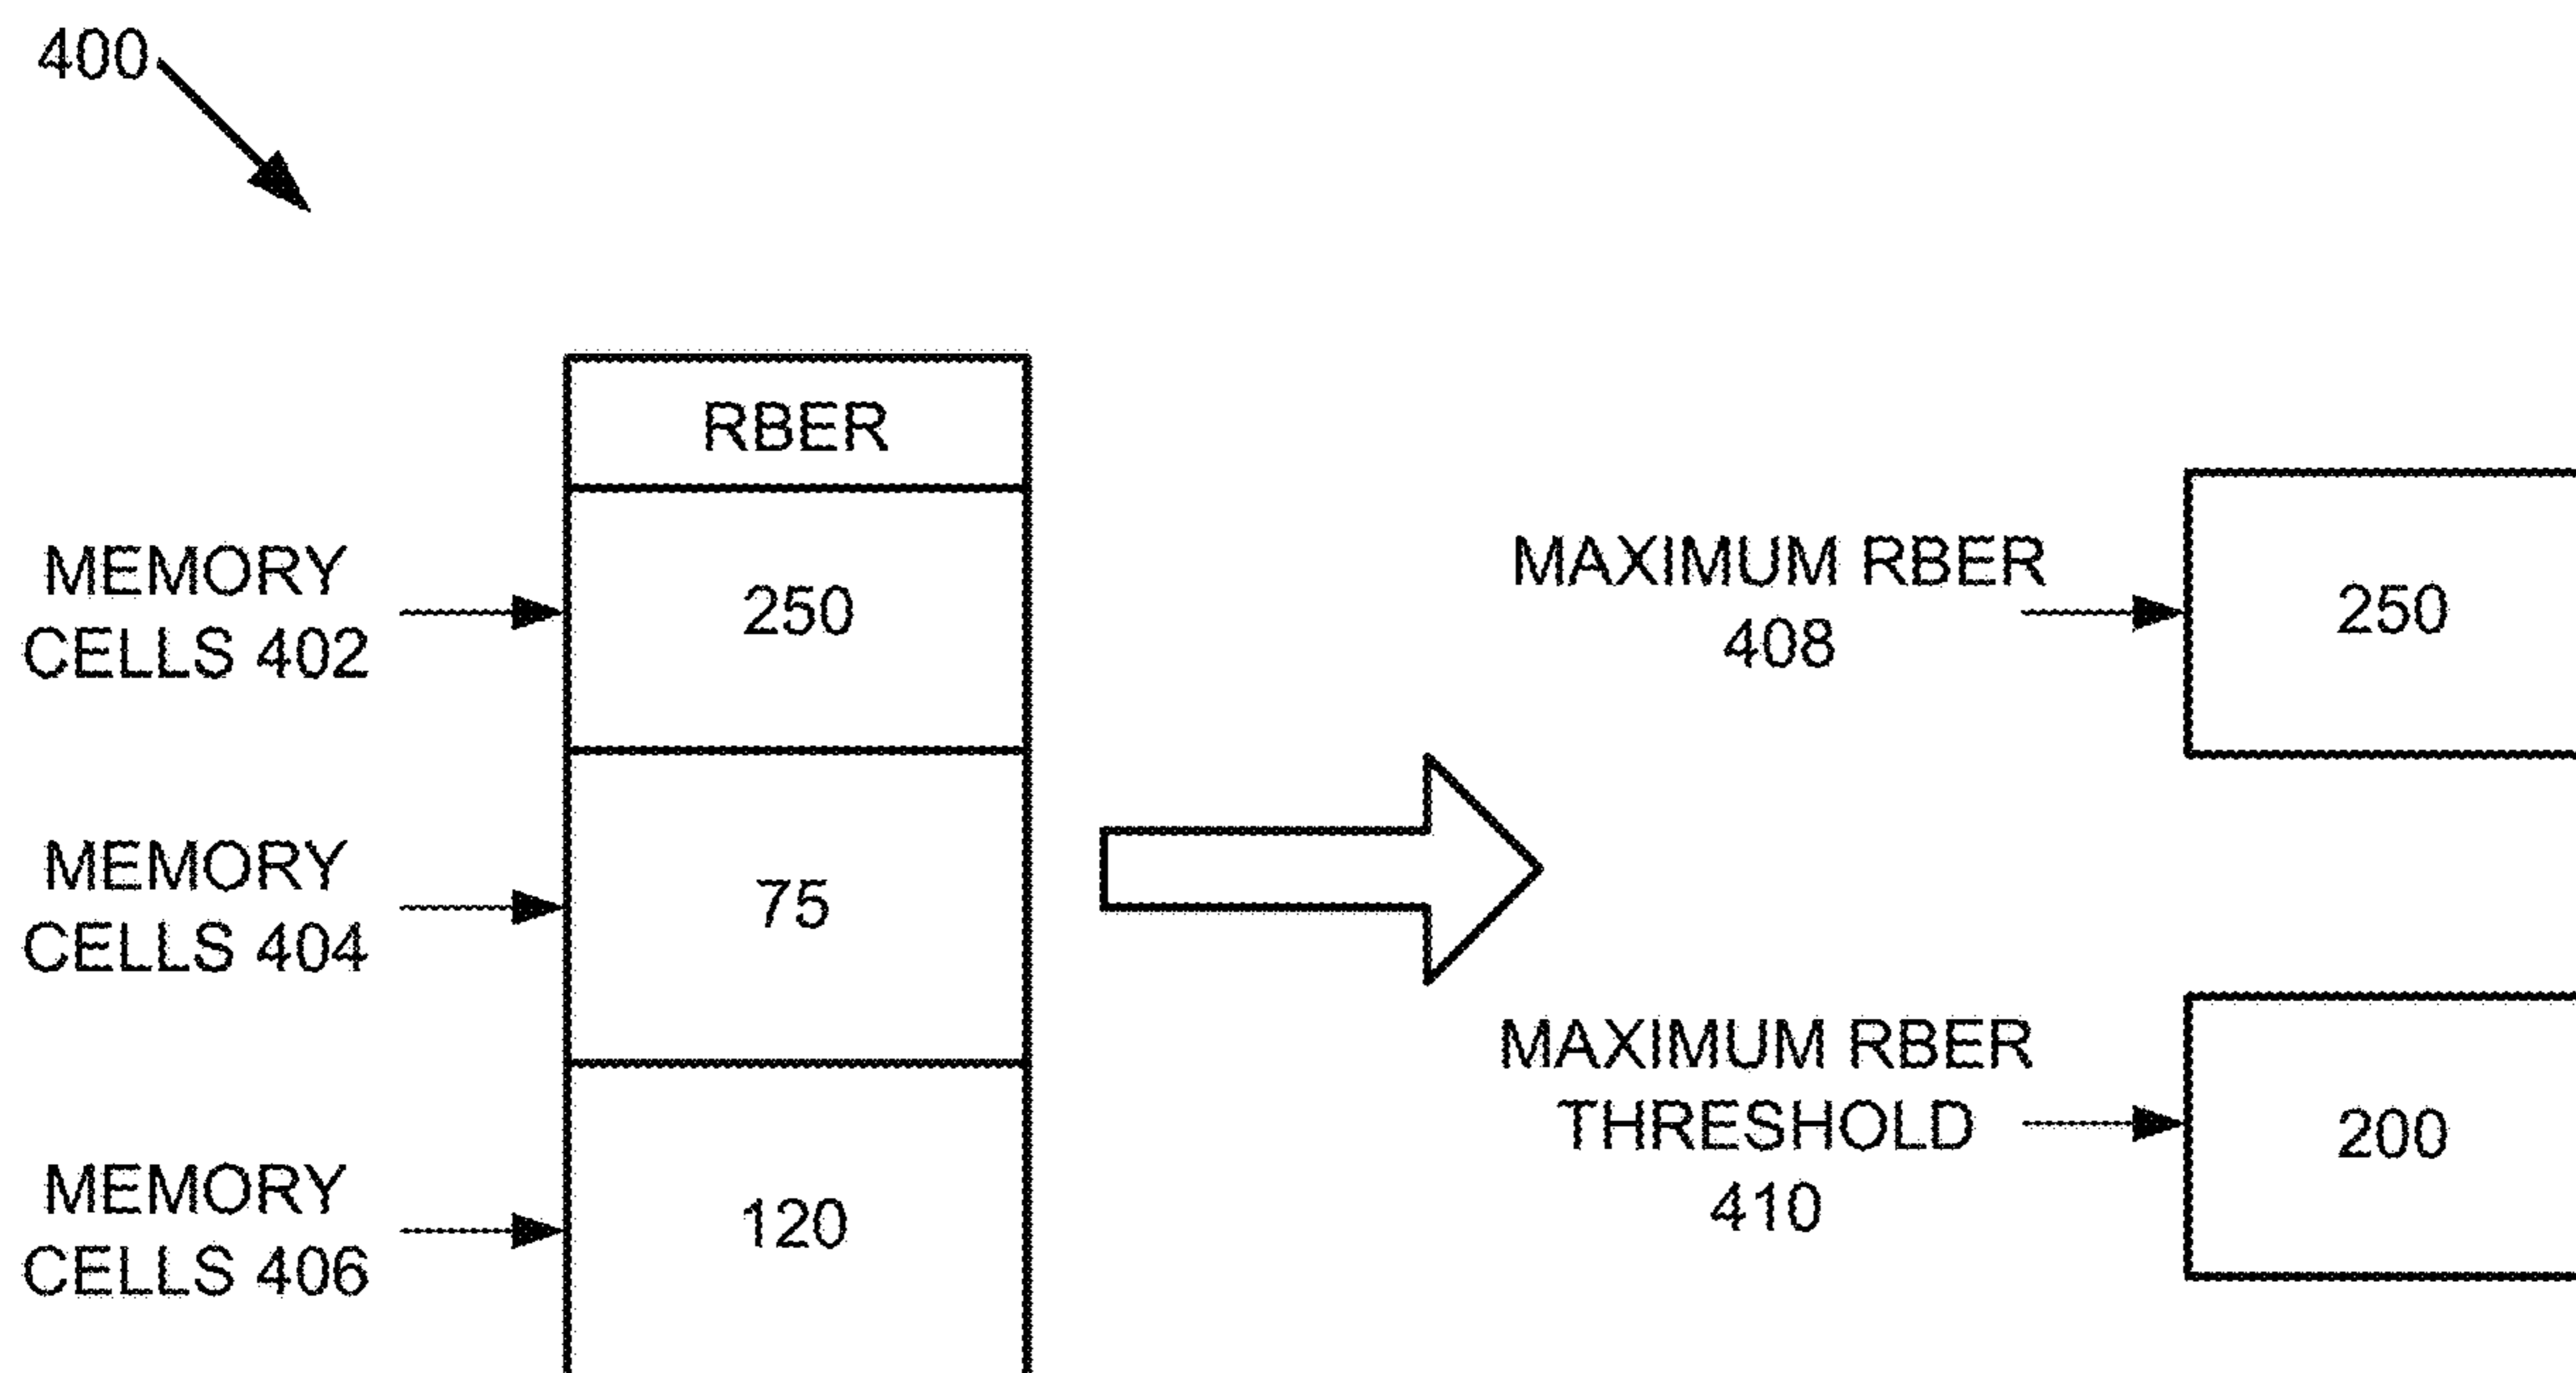 400
RBER
MEMORY
CELLS 402
250
MEMORY
CELLS 404
75
MEMORY
CELLS 406
120
MAXIMUM RBER
408
250
MAXIMUM RBER
THRESHOLD
410
200